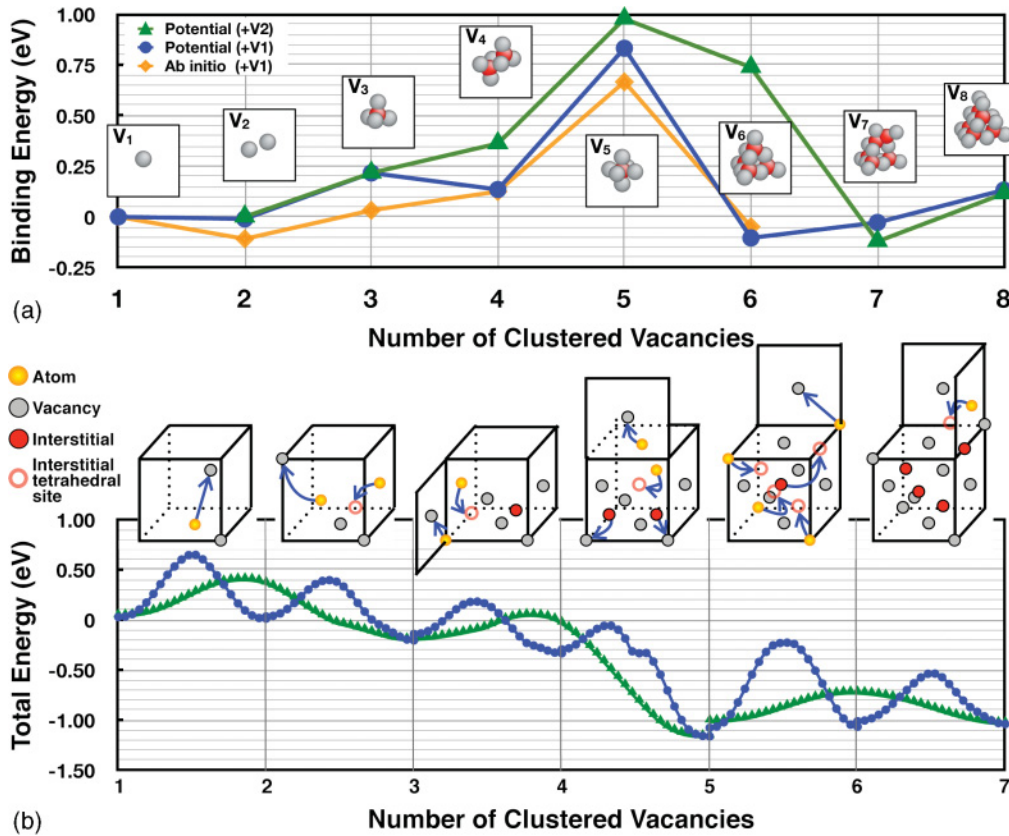 1.00
0.75
0.50
0.25
0
-0.25
Binding Energy (eV)
Potential (+V2)
Potential (+V1)
Ab initio (+V1)
V1
V2
V3
V4
V5
V6
V7
V8
1 2 3 4 5 6 7 8
(a)
Number of Clustered Vacancies
Atom
Vacancy
Interstitial
Interstitial
tetrahedral
site
1.00
0.50
0
-0.50
-1.00
-1.50
Total Energy (eV)
1 2 3 4 5 6 7
(b)
Number of Clustered Vacancies